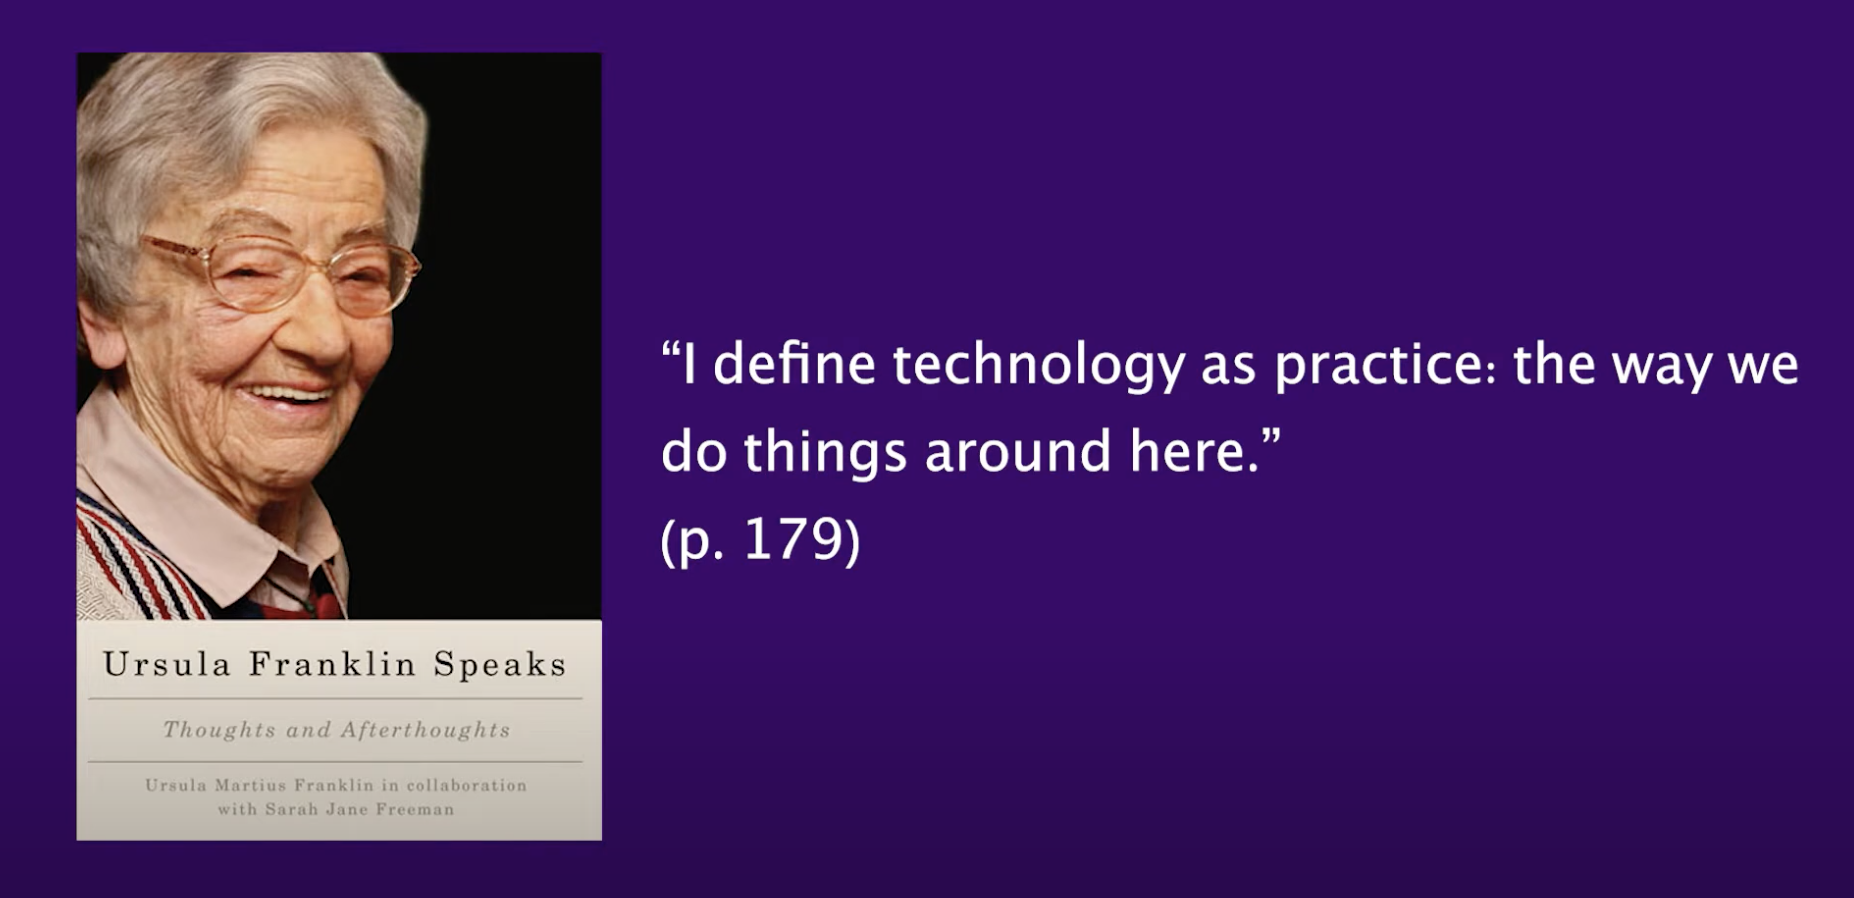 Ursula Franklin Speaks
Thoughts and Afterthoughts
Ursula Martius Franklin in collaboration
with Sarah Jane Freeman
“I define technology as practice: the way we
do things around here.”
(p. 179)